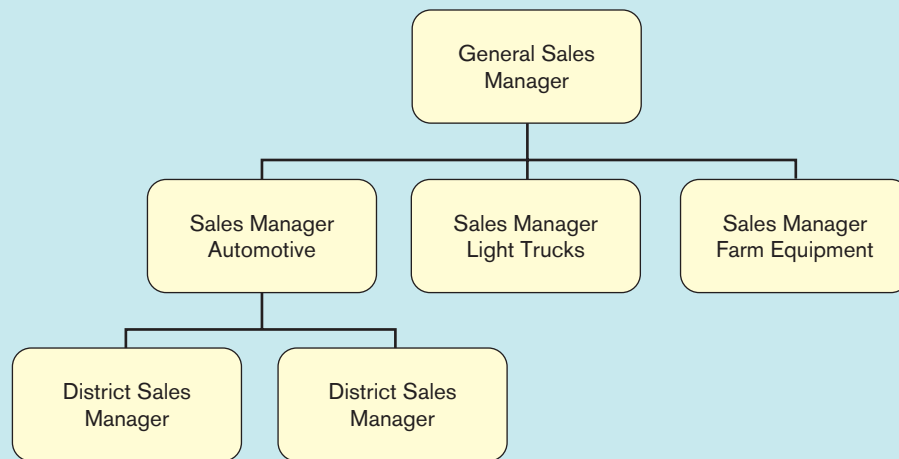 General Sales
Manager
Sales Manager
Automotive
Sales Manager
Light Trucks
Sales Manager
Farm Equipment
District Sales
Manager
District Sales
Manager